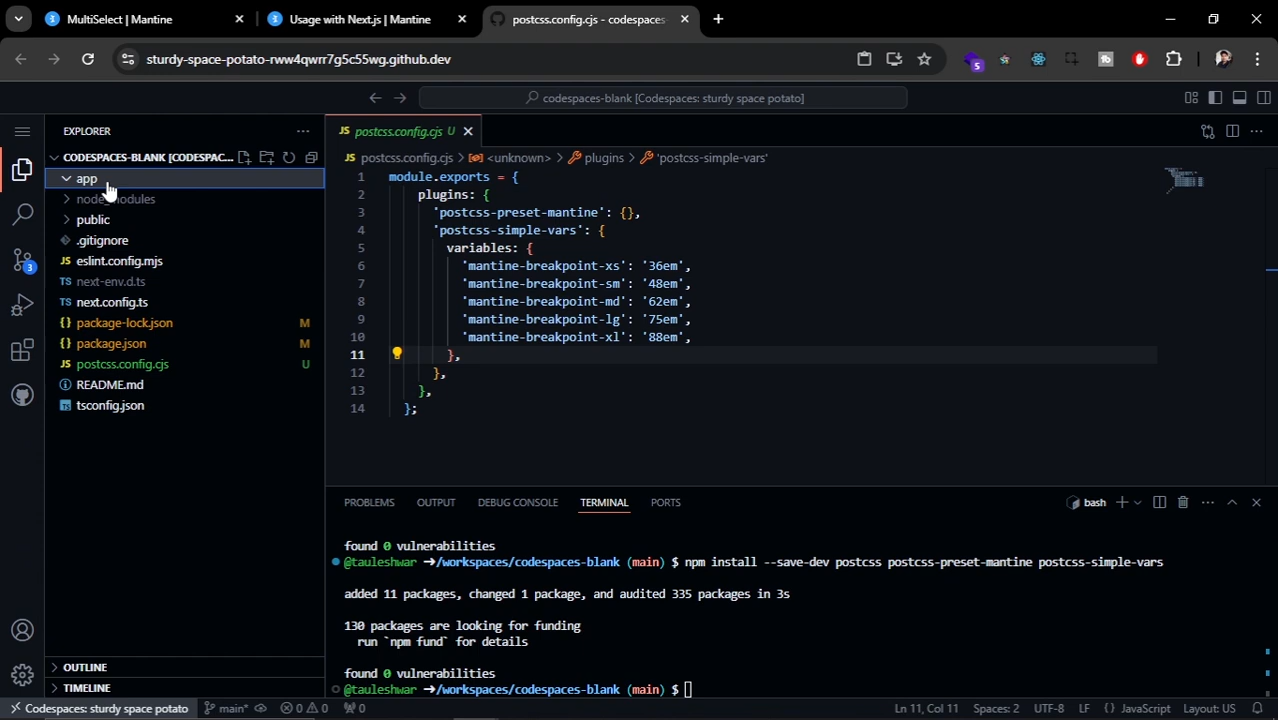 MultiSelect | Mantine
Usage with Next.js | Mantine
postcss.config.cjs - codespaces-
sturdy-space-potato-rww4qwrr7g5c55wg.github.dev
5
codespaces-blank [Codespaces: sturdy space potato]
EXPLORER
CODESPACES-BLANK [CODESPAC...
app
node_modules
public
.gitignore
JS eslint.config.mjs
TS next-env.d.ts
TS next.config.ts
{} package-lock.json M
{} package.json M
JS postcss.config.cjs U
README.md
TS tsconfig.json
3
OUTLINE
TIMELINE
JS postcss.config.cjs U
JS postcss.config.cjs > <unknown> > plugins > 'postcss-simple-vars'
1 module.exports = {
2 plugins: {
3 'postcss-preset-mantine': {},
4 'postcss-simple-vars': {
5 variables: {
6 'mantine-breakpoint-xs': '36em',
7 'mantine-breakpoint-sm': '48em',
8 'mantine-breakpoint-md': '62em',
9 'mantine-breakpoint-lg': '75em',
10 'mantine-breakpoint-xl': '88em',
11 },
12 },
13 },
14 };
PROBLEMS OUTPUT DEBUG CONSOLE TERMINAL PORTS
bash
found 0 vulnerabilities
@tauleshwar ➜/workspaces/codespaces-blank (main) $ npm install --save-dev postcss postcss-preset-mantine postcss-simple-vars
added 11 packages, changed 1 package, and audited 335 packages in 3s
130 packages are looking for funding
run `npm fund` for details
found 0 vulnerabilities
@tauleshwar ➜/workspaces/codespaces-blank (main) $
Codespaces: sturdy space potato main* 0 0 0 Ln 11, Col 11 Spaces: 2 UTF-8 LF {} JavaScript Layout: US